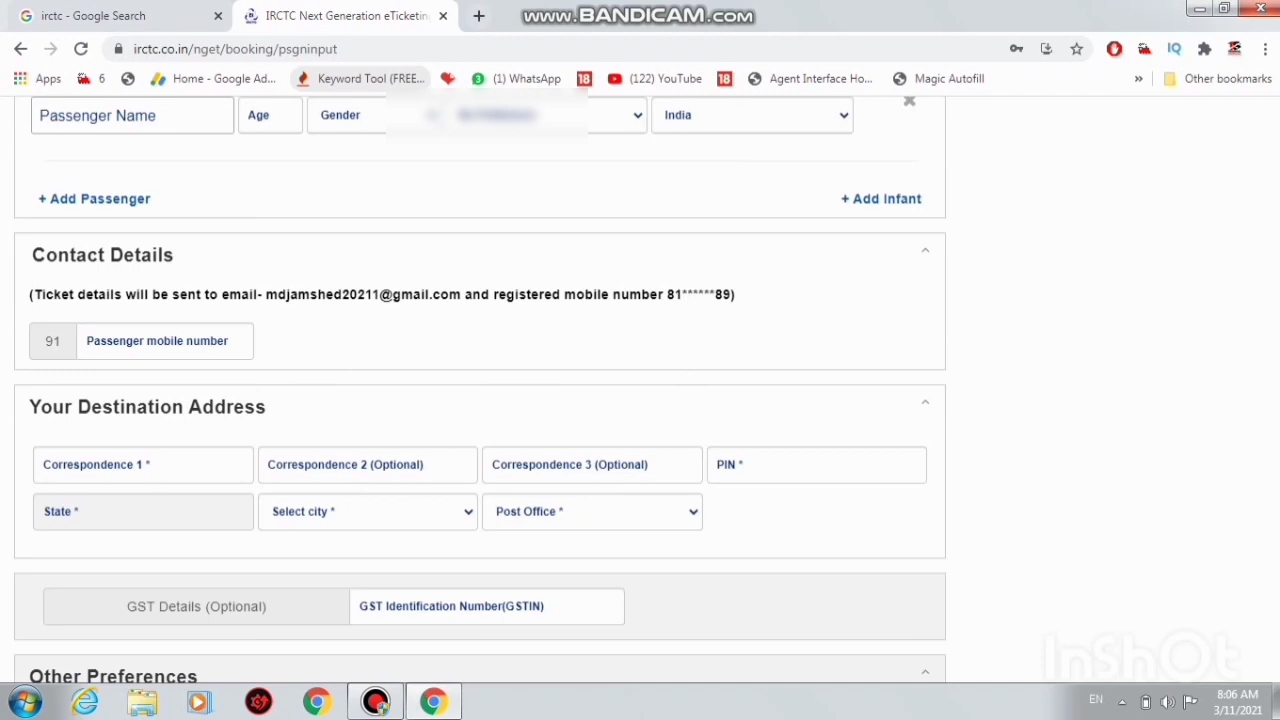 irctc - Google Search
IRCTC Next Generation eTicketing
www.BANDICAM.com
irctc.co.in/nget/booking/psgninput
IQ
Apps
6
Home - Google Ad...
Keyword Tool (FREE...
3
(1) WhatsApp
18
(122) YouTube
18
Agent Interface Ho...
Magic Autofill
»
Other bookmarks
Passenger Name
Age
Gender
India
+ Add Passenger
+ Add Infant
Contact Details
(Ticket details will be sent to email- mdjamshed20211@gmail.com and registered mobile number 81******89)
91
Passenger mobile number
Your Destination Address
Correspondence 1 *
Correspondence 2 (Optional)
Correspondence 3 (Optional)
PIN *
State *
Select city *
Post Office *
GST Details (Optional)
GST Identification Number(GSTIN)
Other Preferences
InShOt
EN
8:06 AM
3/11/2021